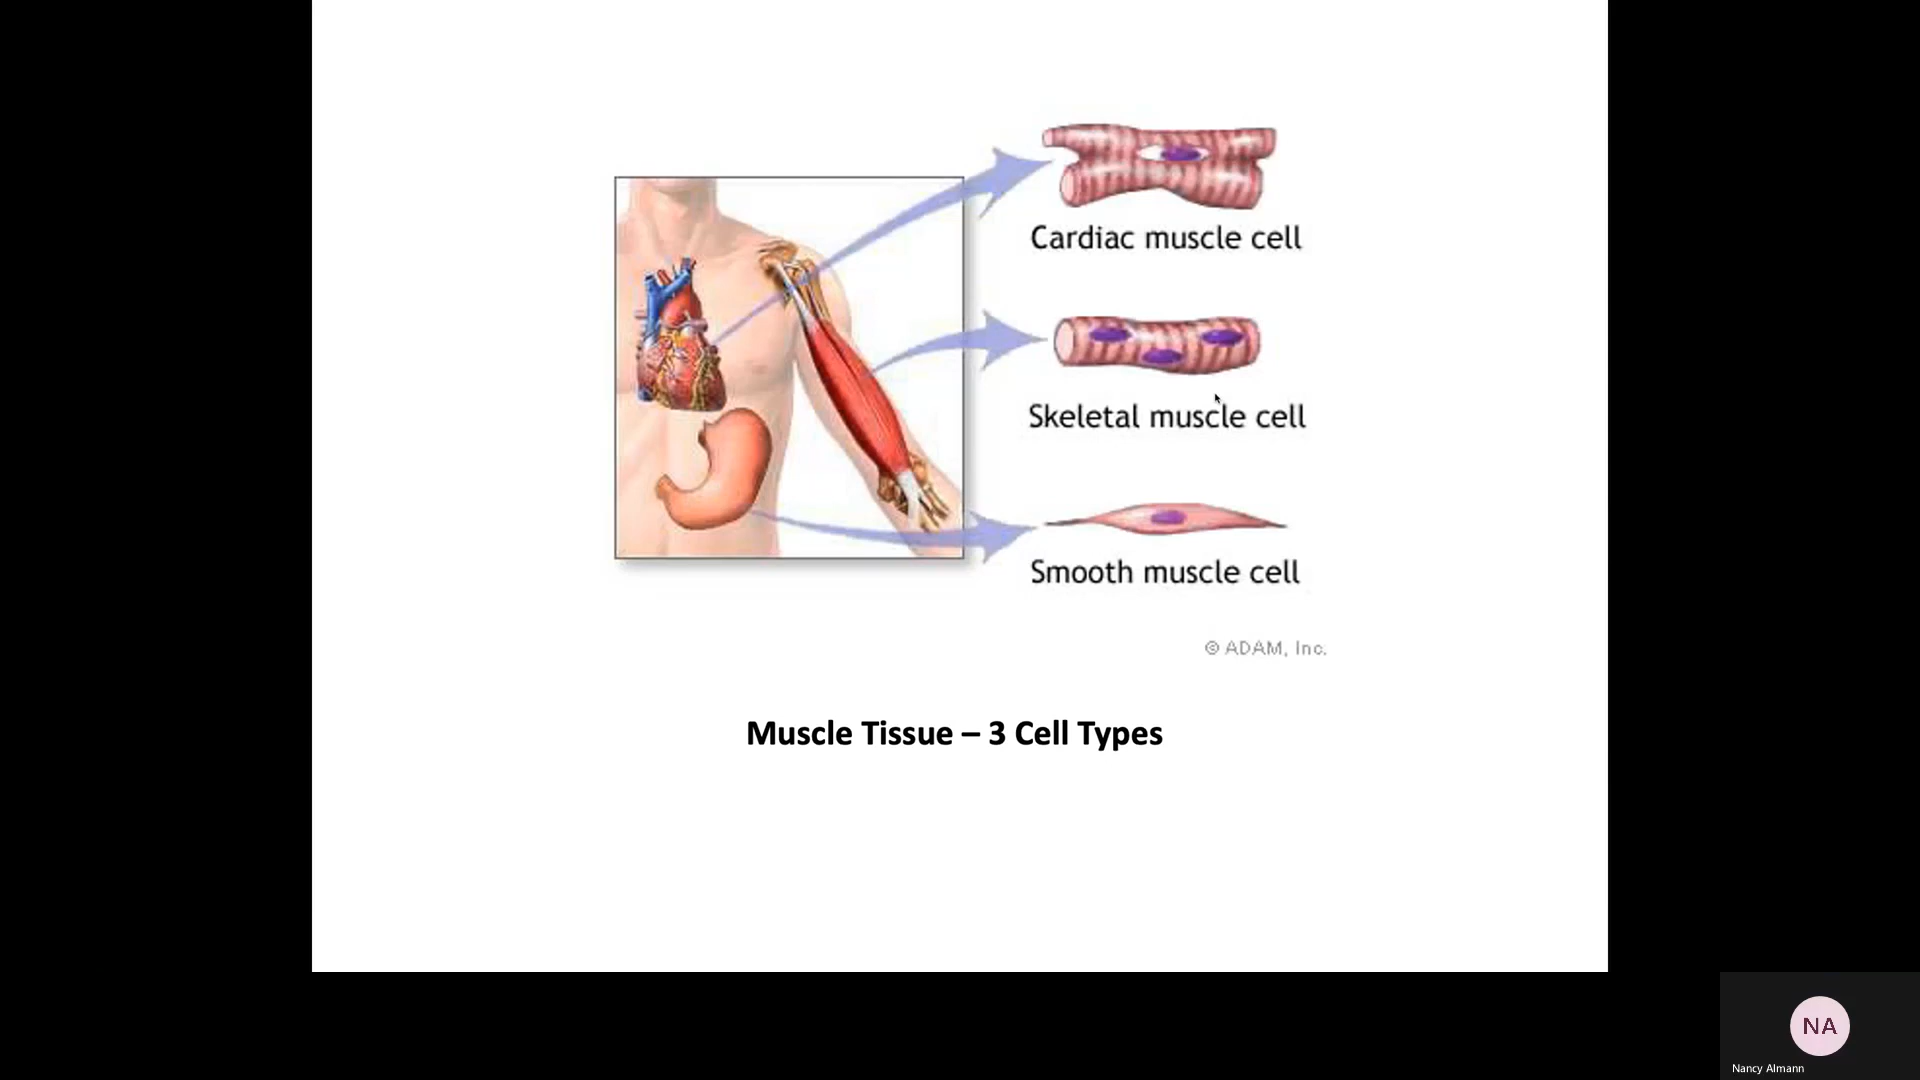 Cardiac muscle cell
Skeletal muscle cell
Smooth muscle cell
© ADAM, Inc.
Muscle Tissue – 3 Cell Types
NA
Nancy Almann